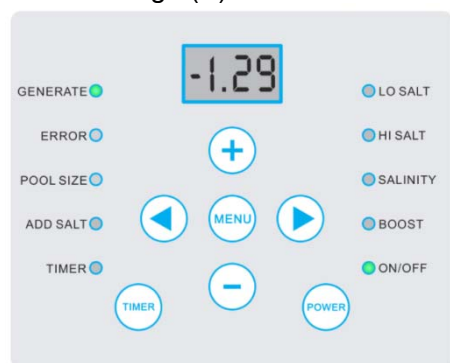 -1.29
GENERATE LO SALT
ERROR + HI SALT
POOL SIZE SALINITY
ADD SALT MENU BOOST
TIMER − ON/OFF
TIMER POWER